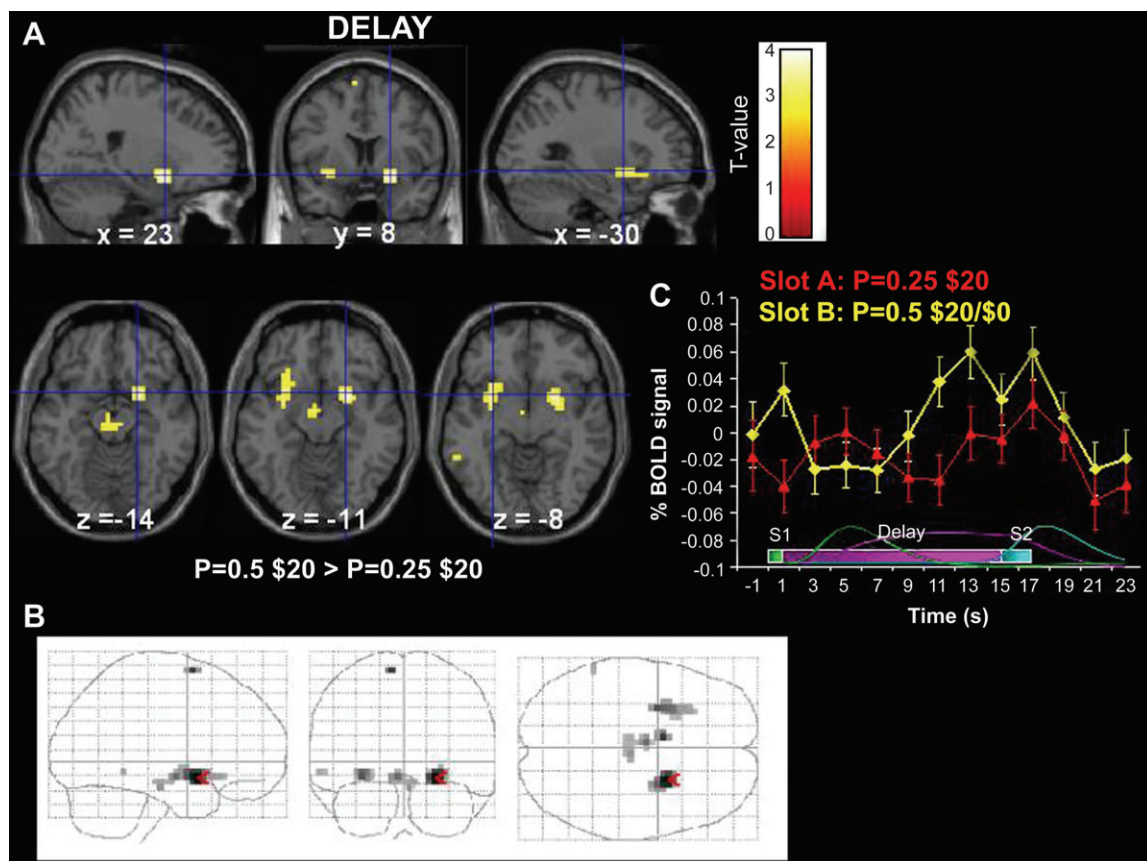 A
DELAY
x = 23
y = 8
x = -30
4
3
2
1
0
T-value
z = -14
z = -11
z = -8
P=0.5 $20 > P=0.25 $20
C
Slot A: P=0.25 $20
Slot B: P=0.5 $20/$0
0.1
0.08
0.06
0.04
0.02
0
-0.02
-0.04
-0.06
-0.08
-0.1
% BOLD signal
S1
Delay
S2
-1 1 3 5 7 9 11 13 15 17 19 21 23
Time (s)
B